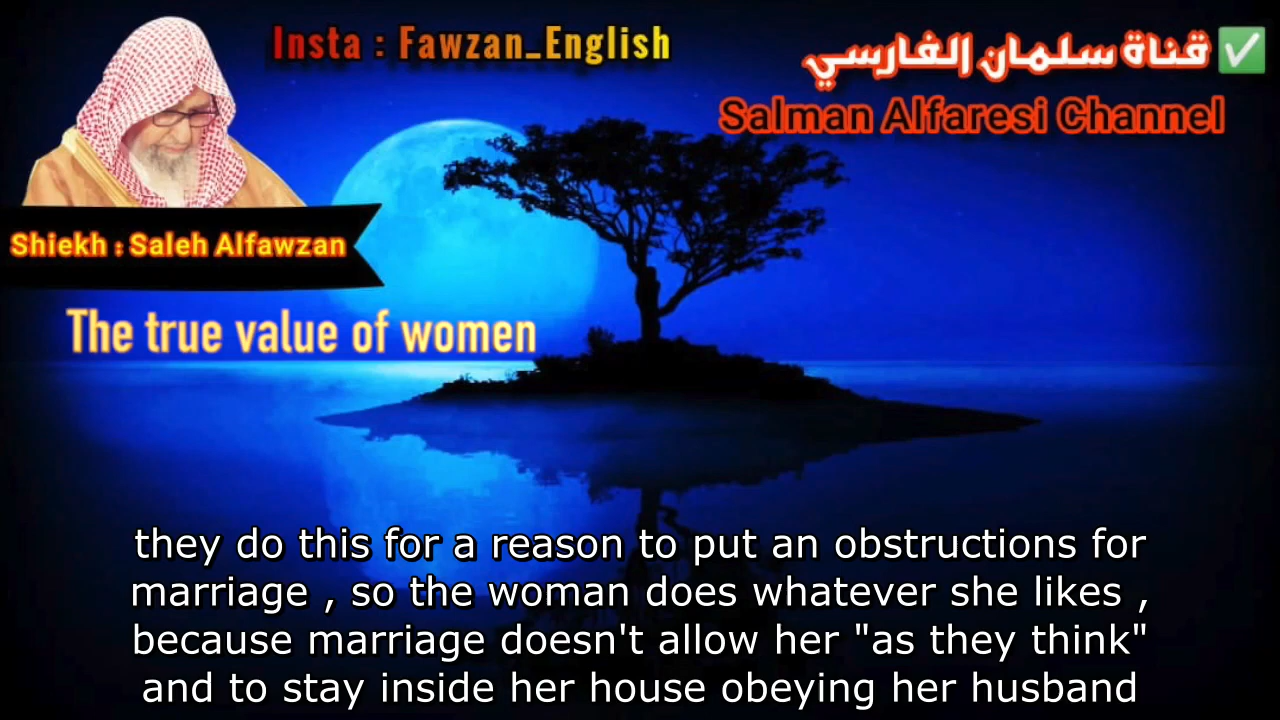 Insta : Fawzan_English
قناة سلمان الفارسي ✅
Salman Alfaresi Channel
Shiekh : Saleh Alfawzan
The true value of women
they do this for a reason to put an obstructions for
marriage , so the woman does whatever she likes ,
because marriage doesn't allow her "as they think"
and to stay inside her house obeying her husband